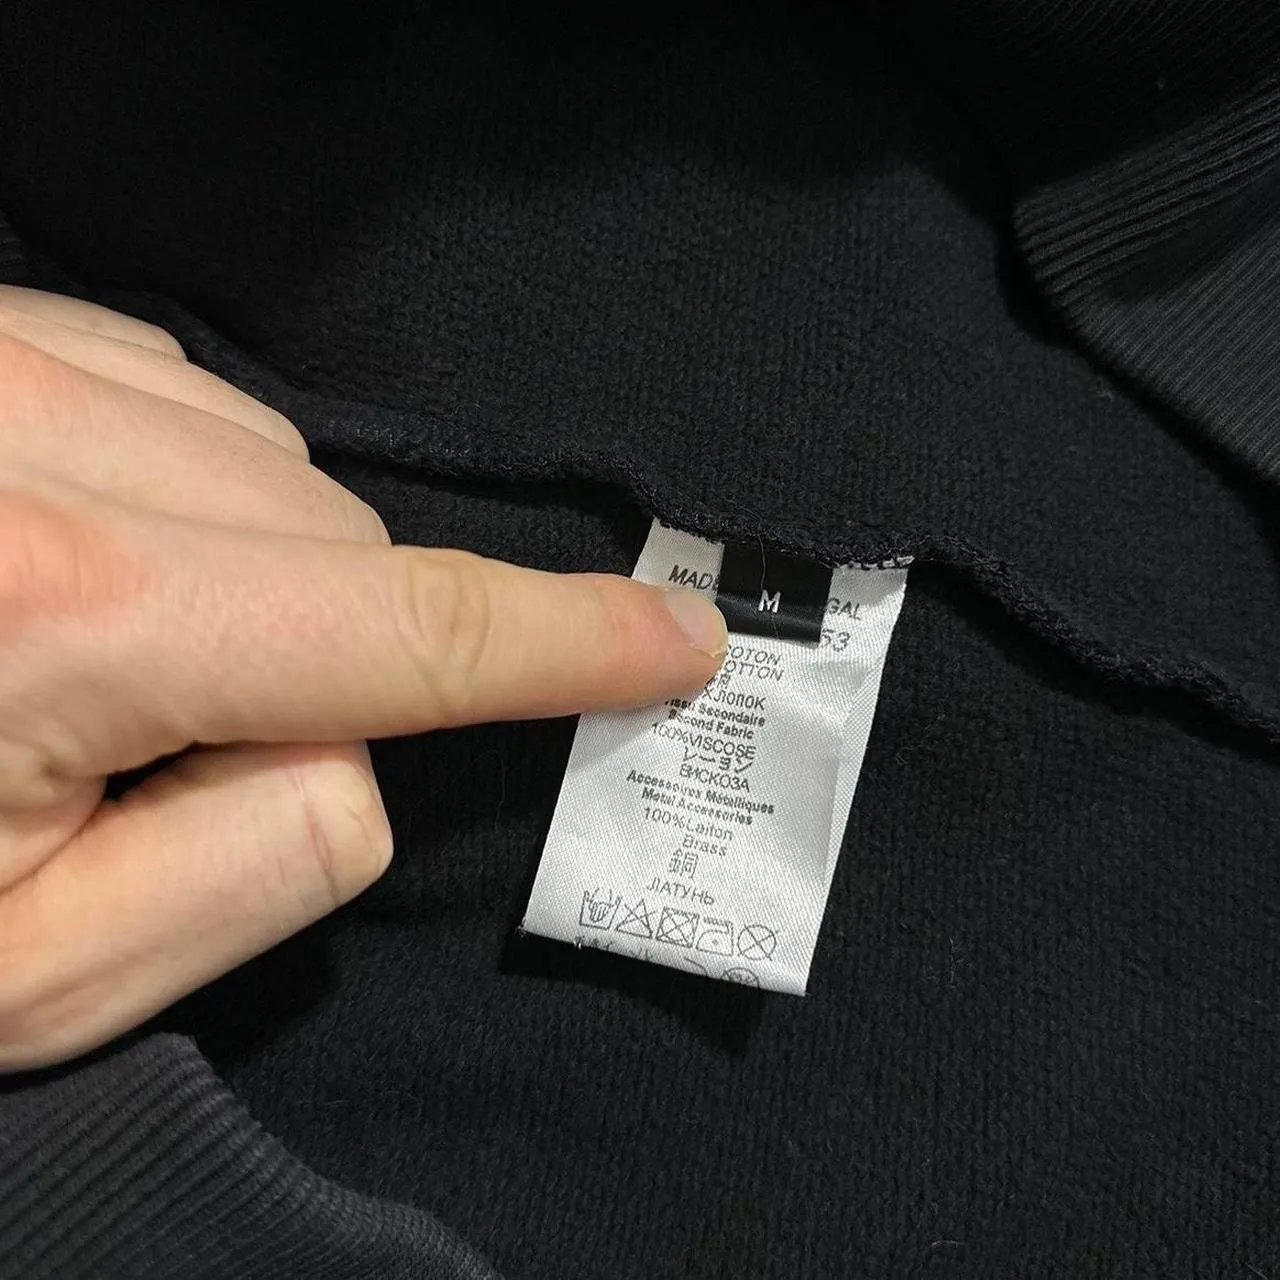 MADE
M
GAL
53
COTON
COTTON
ХЛОПОК
Tissu Secondaire
Second Fabric
100%VISCOSE
レーヨン
ВИСКОЗА
Accessoires Métalliques
Metal Accessories
100%Laiton
Brass
銅
ЛАТУНЬ